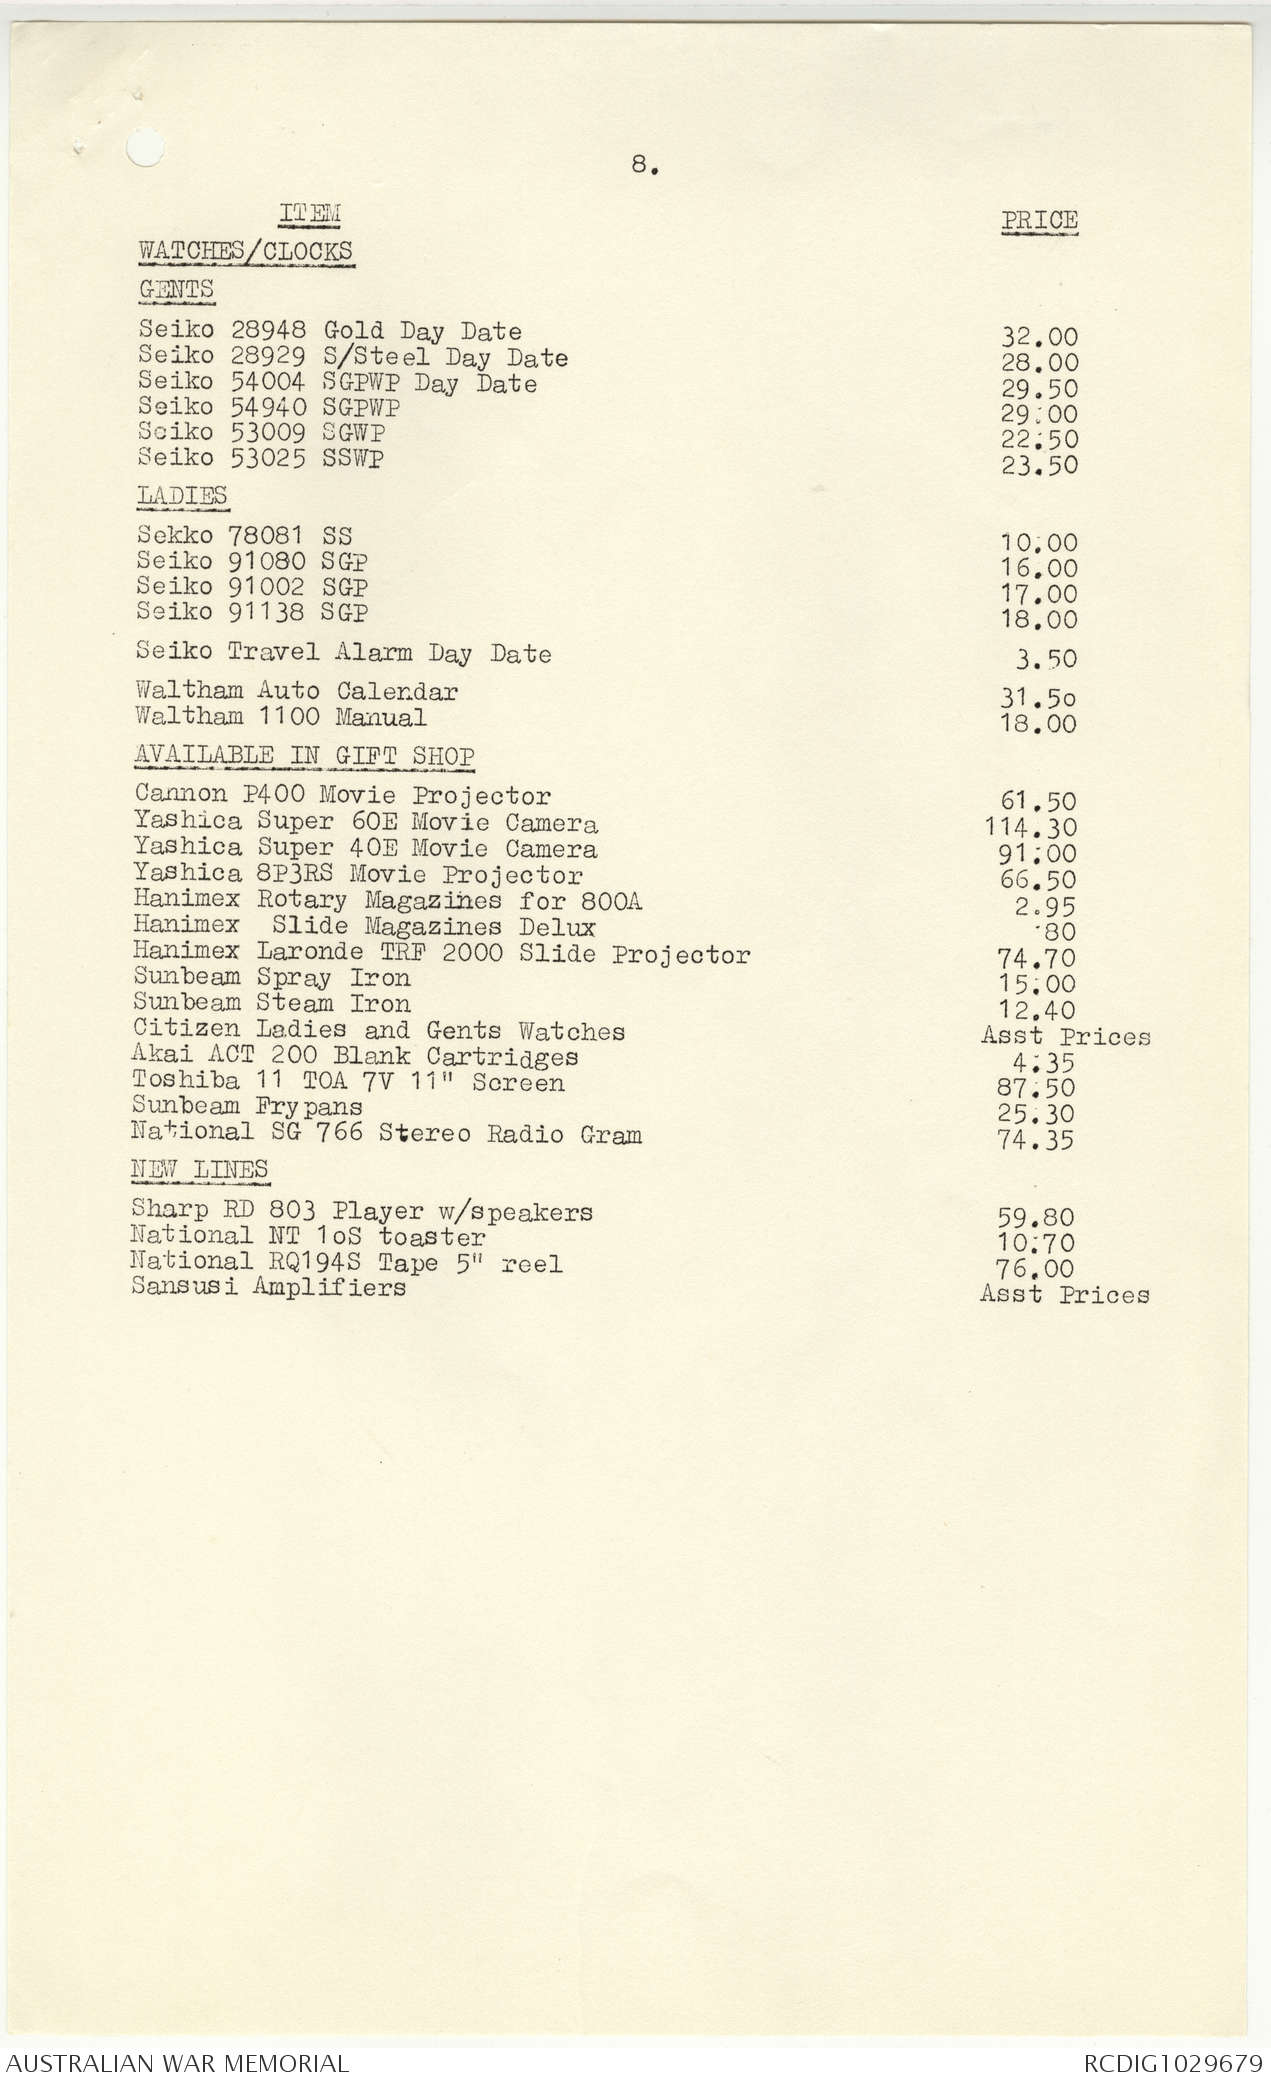 8.
ITEM PRICE
WATCHES/CLOCKS
GENTS
Seiko 28948 Gold Day Date 32.00
Seiko 28929 S/Steel Day Date 28.00
Seiko 54004 SGPWP Day Date 29.50
Seiko 54940 SGPWP 29.00
Seiko 53009 SGWP 22.50
Seiko 53025 SSWP 23.50
LADIES
Sekko 78081 SS 10.00
Seiko 91080 SGP 16.00
Seiko 91002 SGP 17.00
Seiko 91138 SGP 18.00
Seiko Travel Alarm Day Date 3.50
Waltham Auto Calendar 31.5o
Waltham 1100 Manual 18.00
AVAILABLE IN GIFT SHOP
Cannon P400 Movie Projector 61.50
Yashica Super 60E Movie Camera 114.30
Yashica Super 40E Movie Camera 91.00
Yashica 8P3RS Movie Projector 66.50
Hanimex Rotary Magazines for 800A 2.95
Hanimex  Slide Magazines Delux .80
Hanimex Laronde TRF 2000 Slide Projector 74.70
Sunbeam Spray Iron 15.00
Sunbeam Steam Iron 12.40
Citizen Ladies and Gents Watches Asst Prices
Akai ACT 200 Blank Cartridges 4.35
Toshiba 11 TOA 7V 11" Screen 87.50
Sunbeam Frypans 25.30
National SG 766 Stereo Radio Gram 74.35
NEW LINES
Sharp RD 803 Player w/speakers 59.80
National NT 1oS toaster 10.70
National RQ194S Tape 5" reel 76.00
Sansusi Amplifiers Asst Prices
AUSTRALIAN WAR MEMORIAL RCDIG1029679